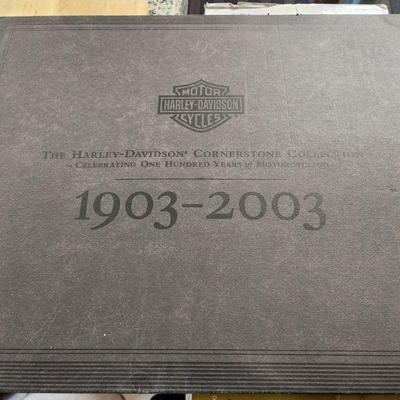 MOTOR
HARLEY-DAVIDSON
CYCLES
THE HARLEY-DAVIDSON® CORNERSTONE COLLECTION
~ CELEBRATING ONE HUNDRED YEARS of MOTORCYCLING
1903-2003